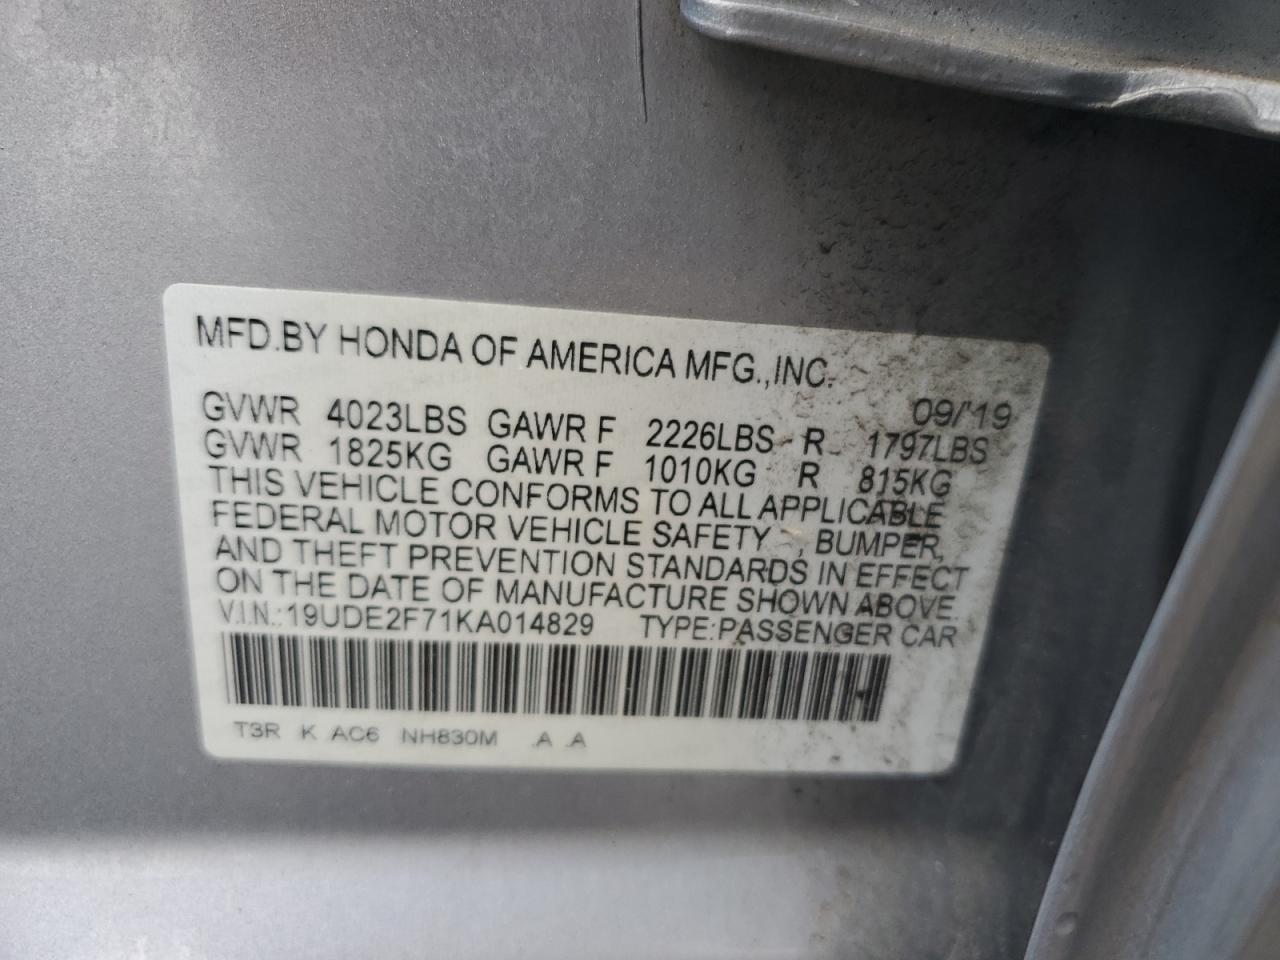 MFD.BY HONDA OF AMERICA MFG.,INC.
09/'19
GVWR 4023LBS GAWR F 2226LBS R 1797LBS
GVWR 1825KG GAWR F 1010KG R 815KG
THIS VEHICLE CONFORMS TO ALL APPLICABLE
FEDERAL MOTOR VEHICLE SAFETY , BUMPER,
AND THEFT PREVENTION STANDARDS IN EFFECT
ON THE DATE OF MANUFACTURE SHOWN ABOVE.
V.I.N.:19UDE2F71KA014829 TYPE:PASSENGER CAR
T3R K AC6 NH830M .A .A